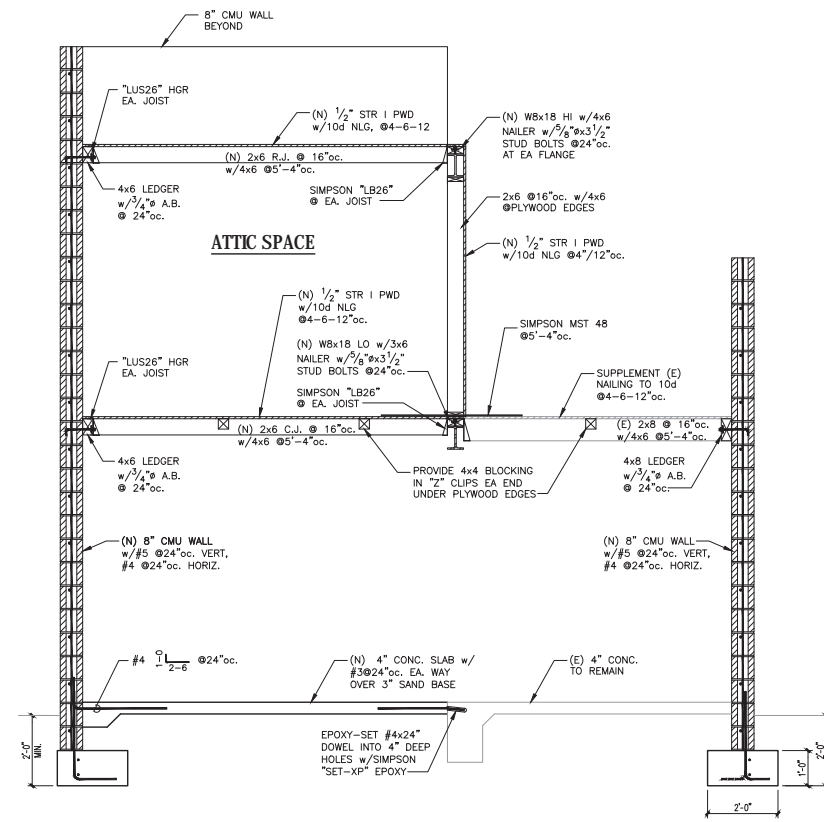 8" CMU WALL
BEYOND
"LUS26" HGR
EA. JOIST
(N) 1/2" STR I PWD
w/10d NLG, @4-6-12
(N) W8x18 HI w/4x6
NAILER w/5/8"øx3 1/2"
STUD BOLTS @24"oc.
AT EA FLANGE
(N) 2x6 R.J. @ 16"oc.
w/4x6 @5'-4"oc.
4x6 LEDGER
w/3/4"ø A.B.
@ 24"oc.
SIMPSON "LB26"
@ EA. JOIST
2x6 @16"oc. w/4x6
@PLYWOOD EDGES
ATTIC SPACE
(N) 1/2" STR I PWD
w/10d NLG @4"/12"oc.
(N) 1/2" STR I PWD
w/10d NLG
@4-6-12"oc.
SIMPSON MST 48
@5'-4"oc.
(N) W8x18 LO w/3x6
NAILER w/5/8"øx3 1/2"
STUD BOLTS @24"oc.
"LUS26" HGR
EA. JOIST
SUPPLEMENT (E)
NAILING TO 10d
@4-6-12"oc.
SIMPSON "LB26"
@ EA. JOIST
(N) 2x6 C.J. @ 16"oc.
w/4x6 @5'-4"oc.
(E) 2x8 @ 16"oc.
w/4x6 @5'-4"oc.
4x6 LEDGER
w/3/4"ø A.B.
@ 24"oc.
PROVIDE 4x4 BLOCKING
IN "Z" CLIPS EA END
UNDER PLYWOOD EDGES
4x8 LEDGER
w/3/4"ø A.B.
@ 24"oc.
(N) 8" CMU WALL
w/#5 @24"oc. VERT,
#4 @24"oc. HORIZ.
(N) 8" CMU WALL
w/#5 @24"oc. VERT,
#4 @24"oc. HORIZ.
#4 1-0 2-6 @24"oc.
(N) 4" CONC. SLAB w/
#3@24"oc. EA. WAY
OVER 3" SAND BASE
(E) 4" CONC.
TO REMAIN
EPOXY-SET #4x24"
DOWEL INTO 4" DEEP
HOLES w/SIMPSON
"SET-XP" EPOXY
2'-0"
MIN.
1'-0"
2'-0"
2'-0"